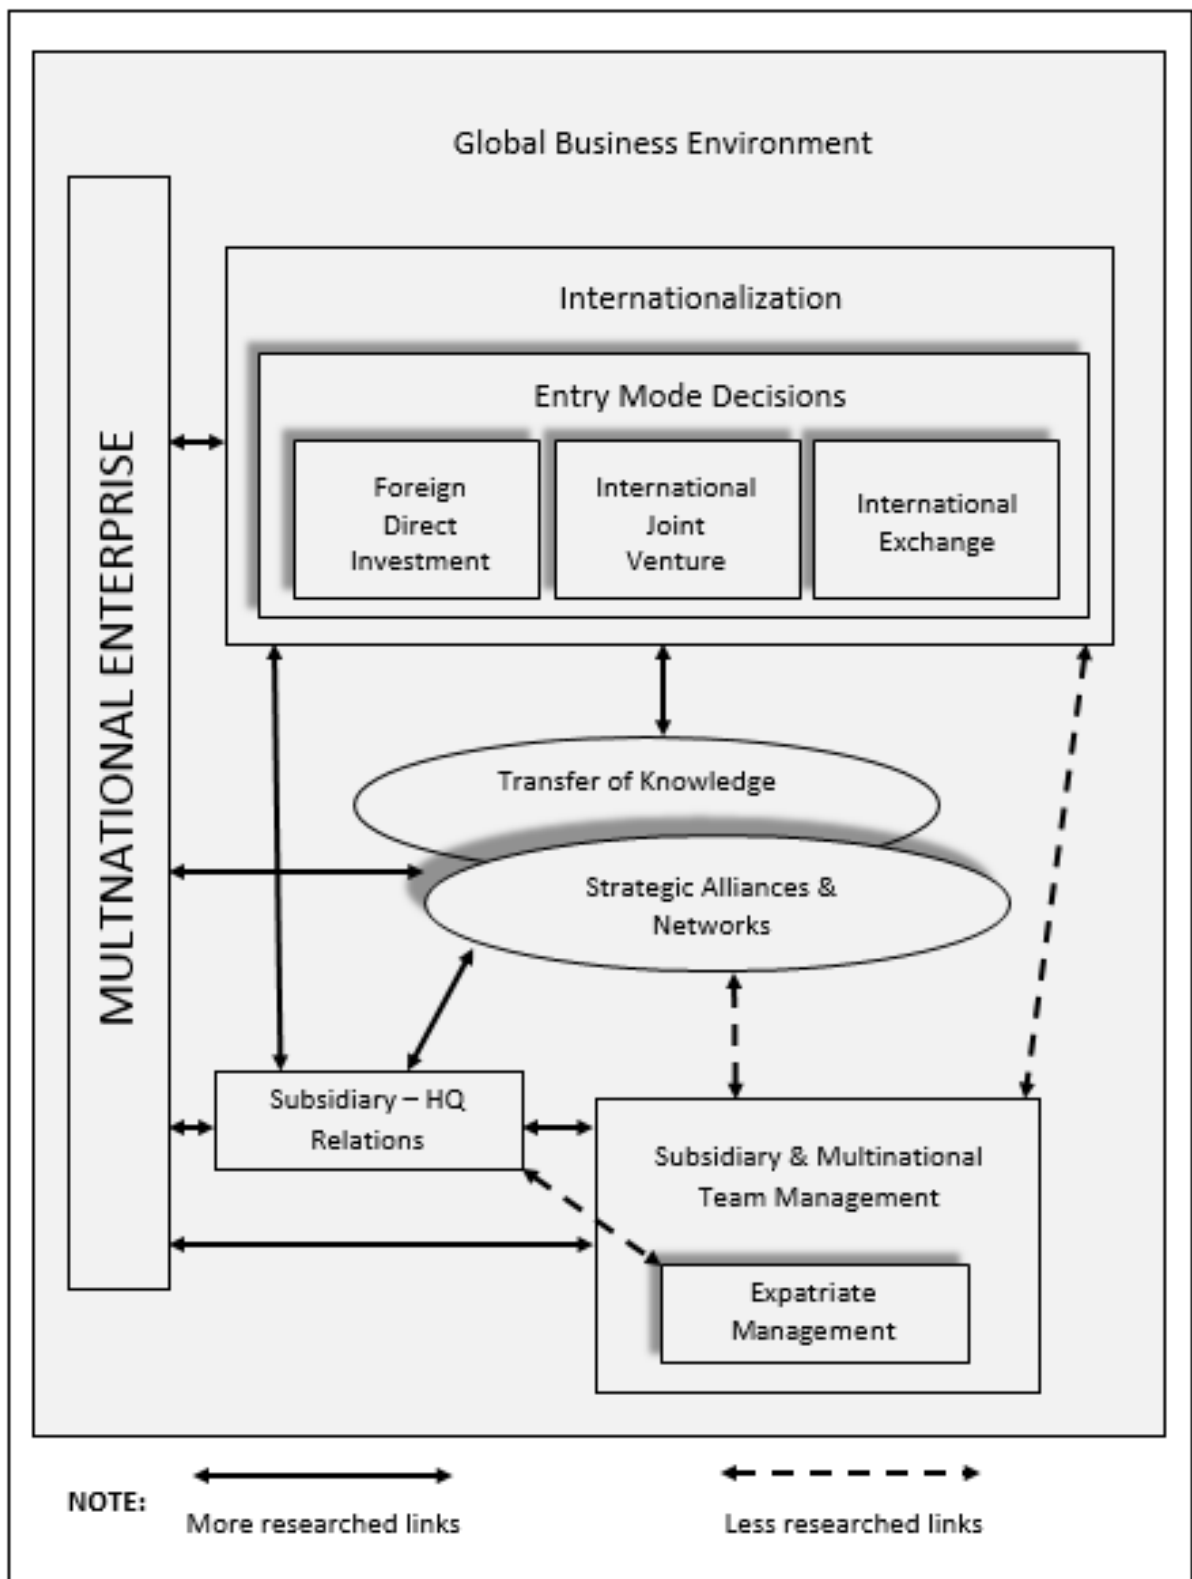 Global Business Environment
MULTNATIONAL ENTERPRISE
Internationalization
Entry Mode Decisions
Foreign
Direct
Investment
International
Joint
Venture
International
Exchange
Transfer of Knowledge
Strategic Alliances &
Networks
Subsidiary – HQ
Relations
Subsidiary & Multinational
Team Management
Expatriate
Management
NOTE:
More researched links
Less researched links